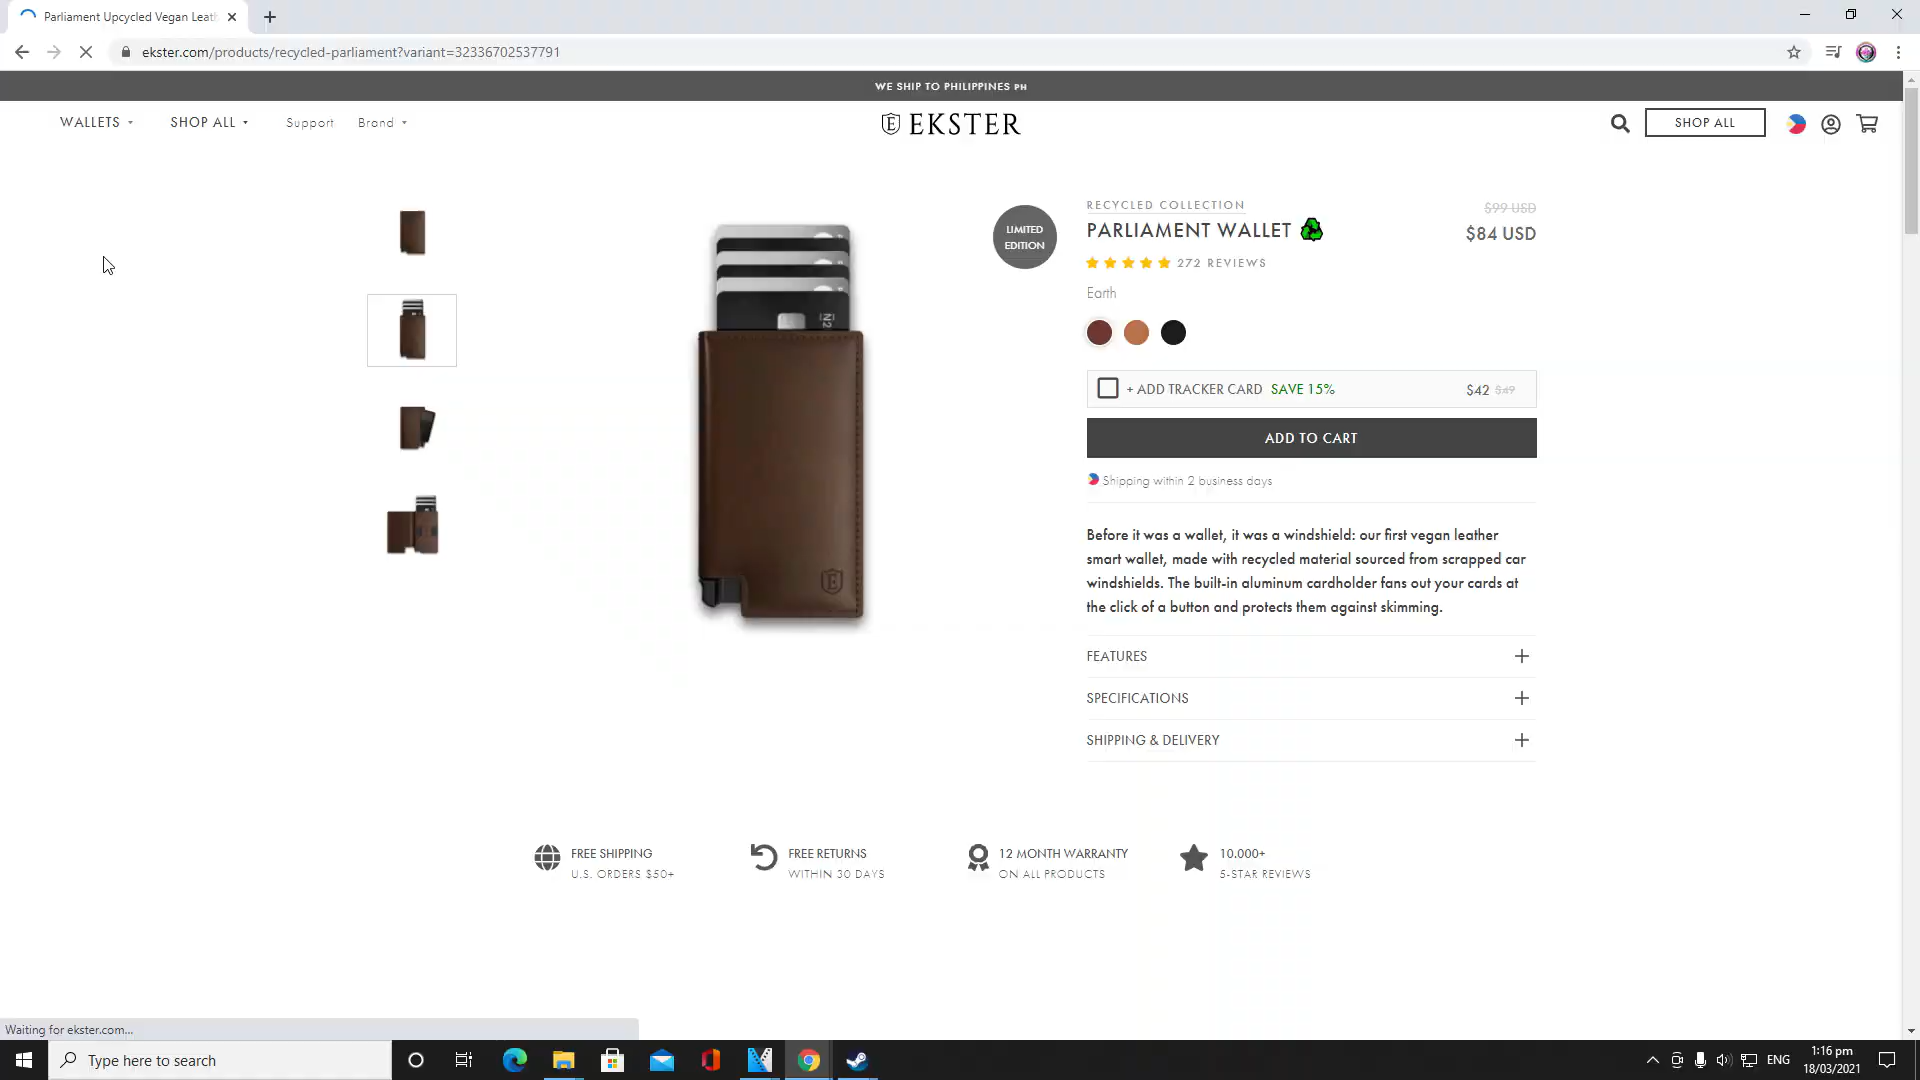 Parliament Upcycled Vegan Leat
ekster.com/products/recycled-parliament?variant=32336702537791
WE SHIP TO PHILIPPINES PH
WALLETS SHOP ALL Support Brand
EKSTER
SHOP ALL
LIMITED
EDITION
RECYCLED COLLECTION
PARLIAMENT WALLET
$99 USD
$84 USD
272 REVIEWS
Earth
+ ADD TRACKER CARD SAVE 15% $42 $49
ADD TO CART
Shipping within 2 business days
Before it was a wallet, it was a windshield: our first vegan leather
smart wallet, made with recycled material sourced from scrapped car
windshields. The built-in aluminum cardholder fans out your cards at
the click of a button and protects them against skimming.
FEATURES
SPECIFICATIONS
SHIPPING & DELIVERY
FREE SHIPPING
U.S. ORDERS $50+
FREE RETURNS
WITHIN 30 DAYS
12 MONTH WARRANTY
ON ALL PRODUCTS
10.000+
5-STAR REVIEWS
Waiting for ekster.com...
Type here to search
ENG
1:16 pm
18/03/2021